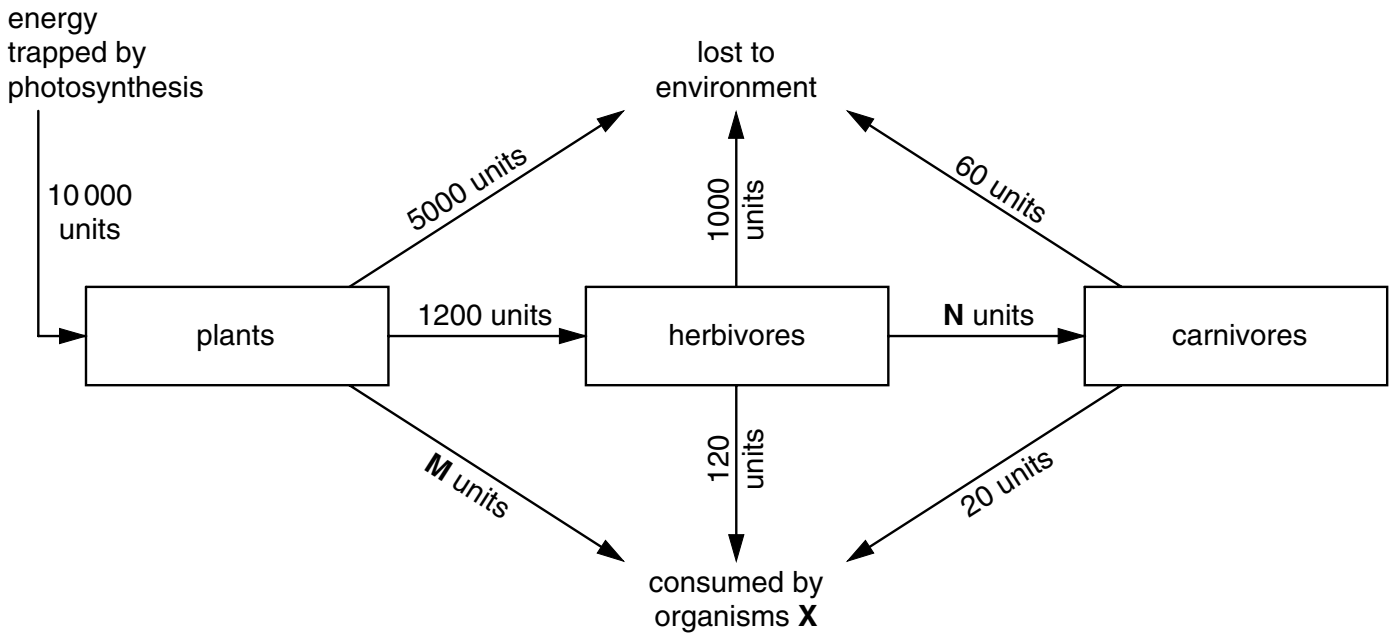 energy
trapped by
photosynthesis
lost to
environment
10 000
units
5000 units
1000
units
60 units
plants
1200 units
herbivores
N units
carnivores
M units
120
units
20 units
consumed by
organisms X